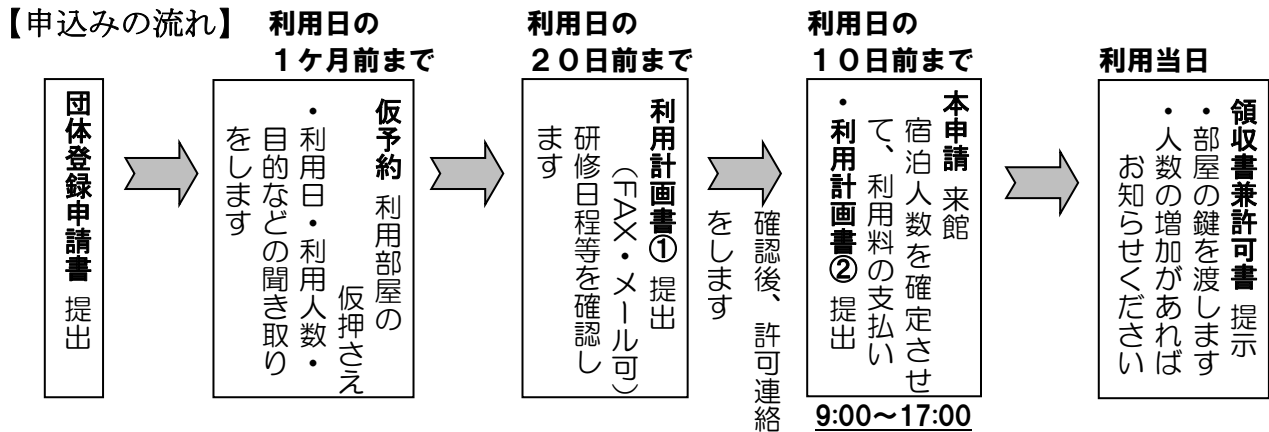 【申込みの流れ】
団体登録申請書 提出
利用日の
１ケ月前まで
仮予約 利用部屋の
仮押さえ
・利用日・利用人数・
目的などの聞き取り
をします
利用日の
２０日前まで
利用計画書① 提出
（FAX・メール可）
研修日程等を確認し
ます
確認後、許可連絡
をします
利用日の
１０日前まで
本申請 来館
宿泊人数を確定させ
て、利用料の支払い
・利用計画書② 提出
9:00～17:00
利用当日
領収書兼許可書 提示
・部屋の鍵を渡します
・人数の増加があれば
お知らせください